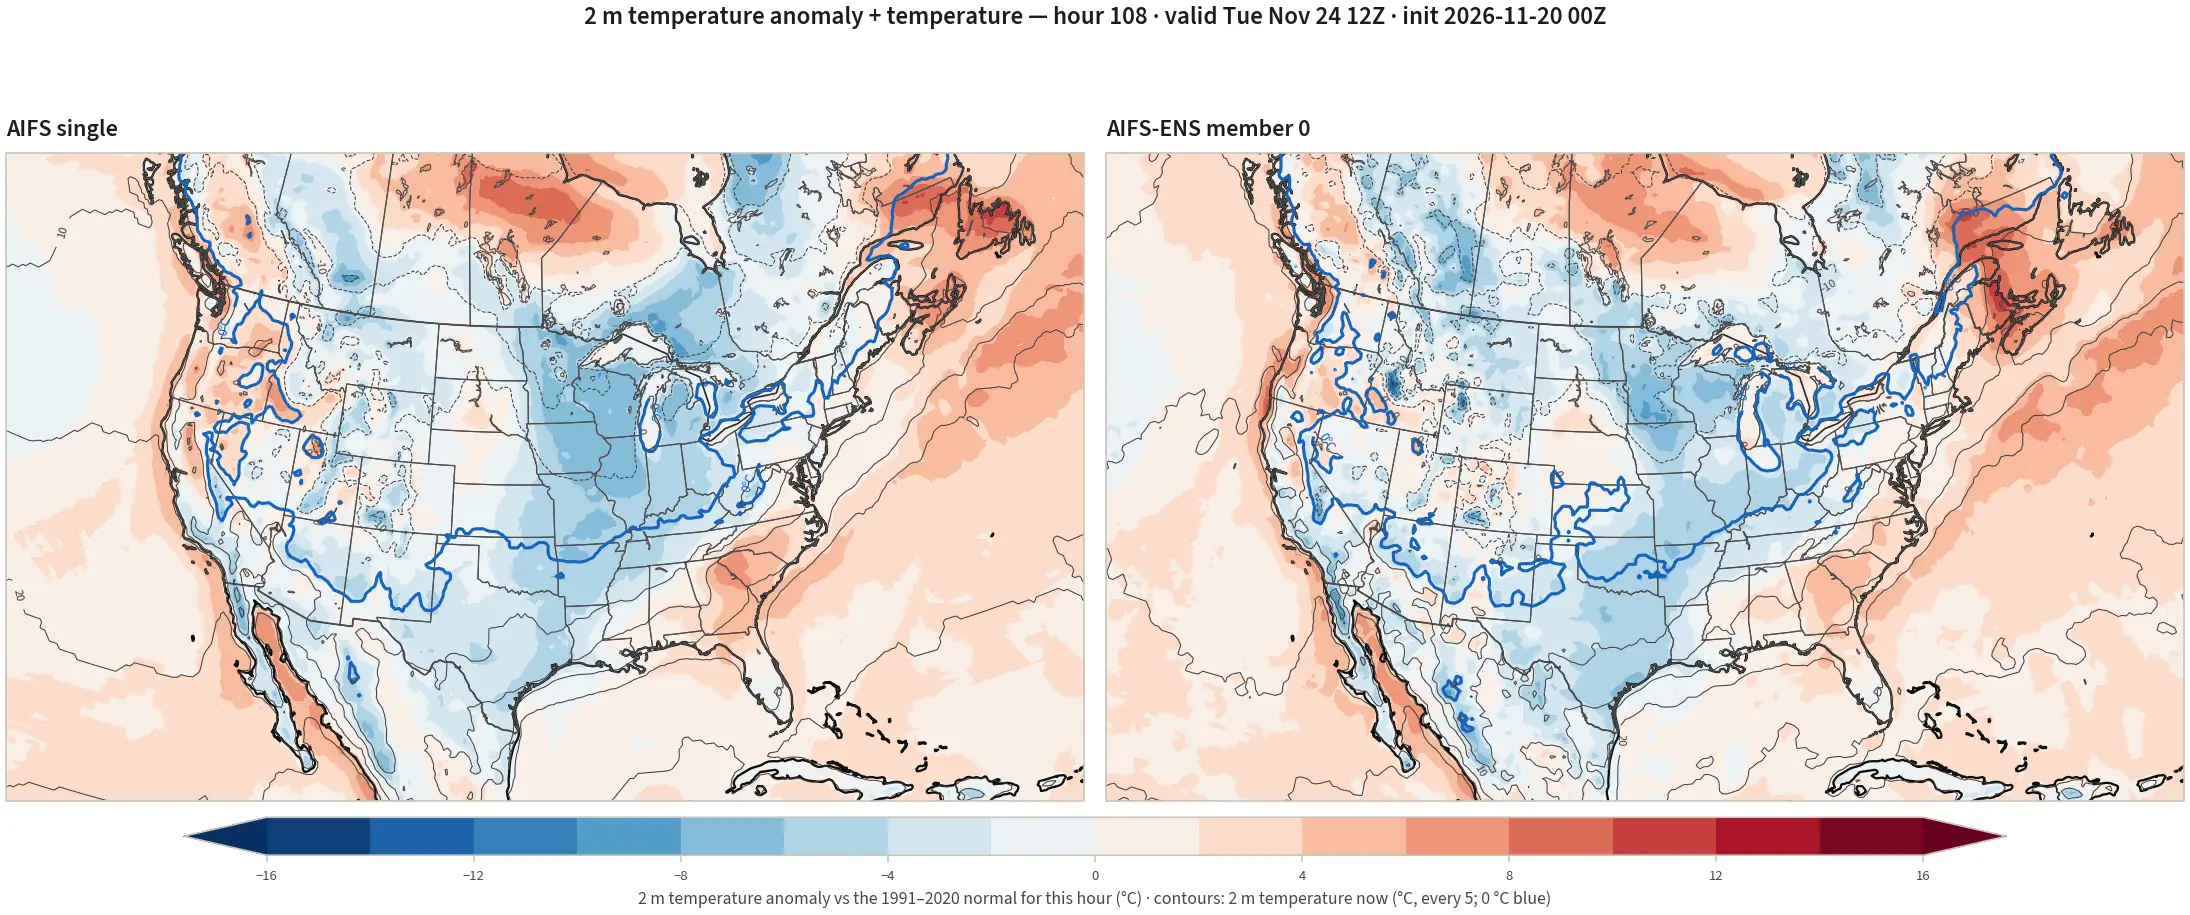 2 m temperature anomaly + temperature — hour 108 · valid Tue Nov 24 12Z · init 2026-11-20 00Z
AIFS single
AIFS-ENS member 0
10
20
−10
20
−16 −12 −8 −4 0 4 8 12 16
2 m temperature anomaly vs the 1991–2020 normal for this hour (°C) · contours: 2 m temperature now (°C, every 5; 0 °C blue)